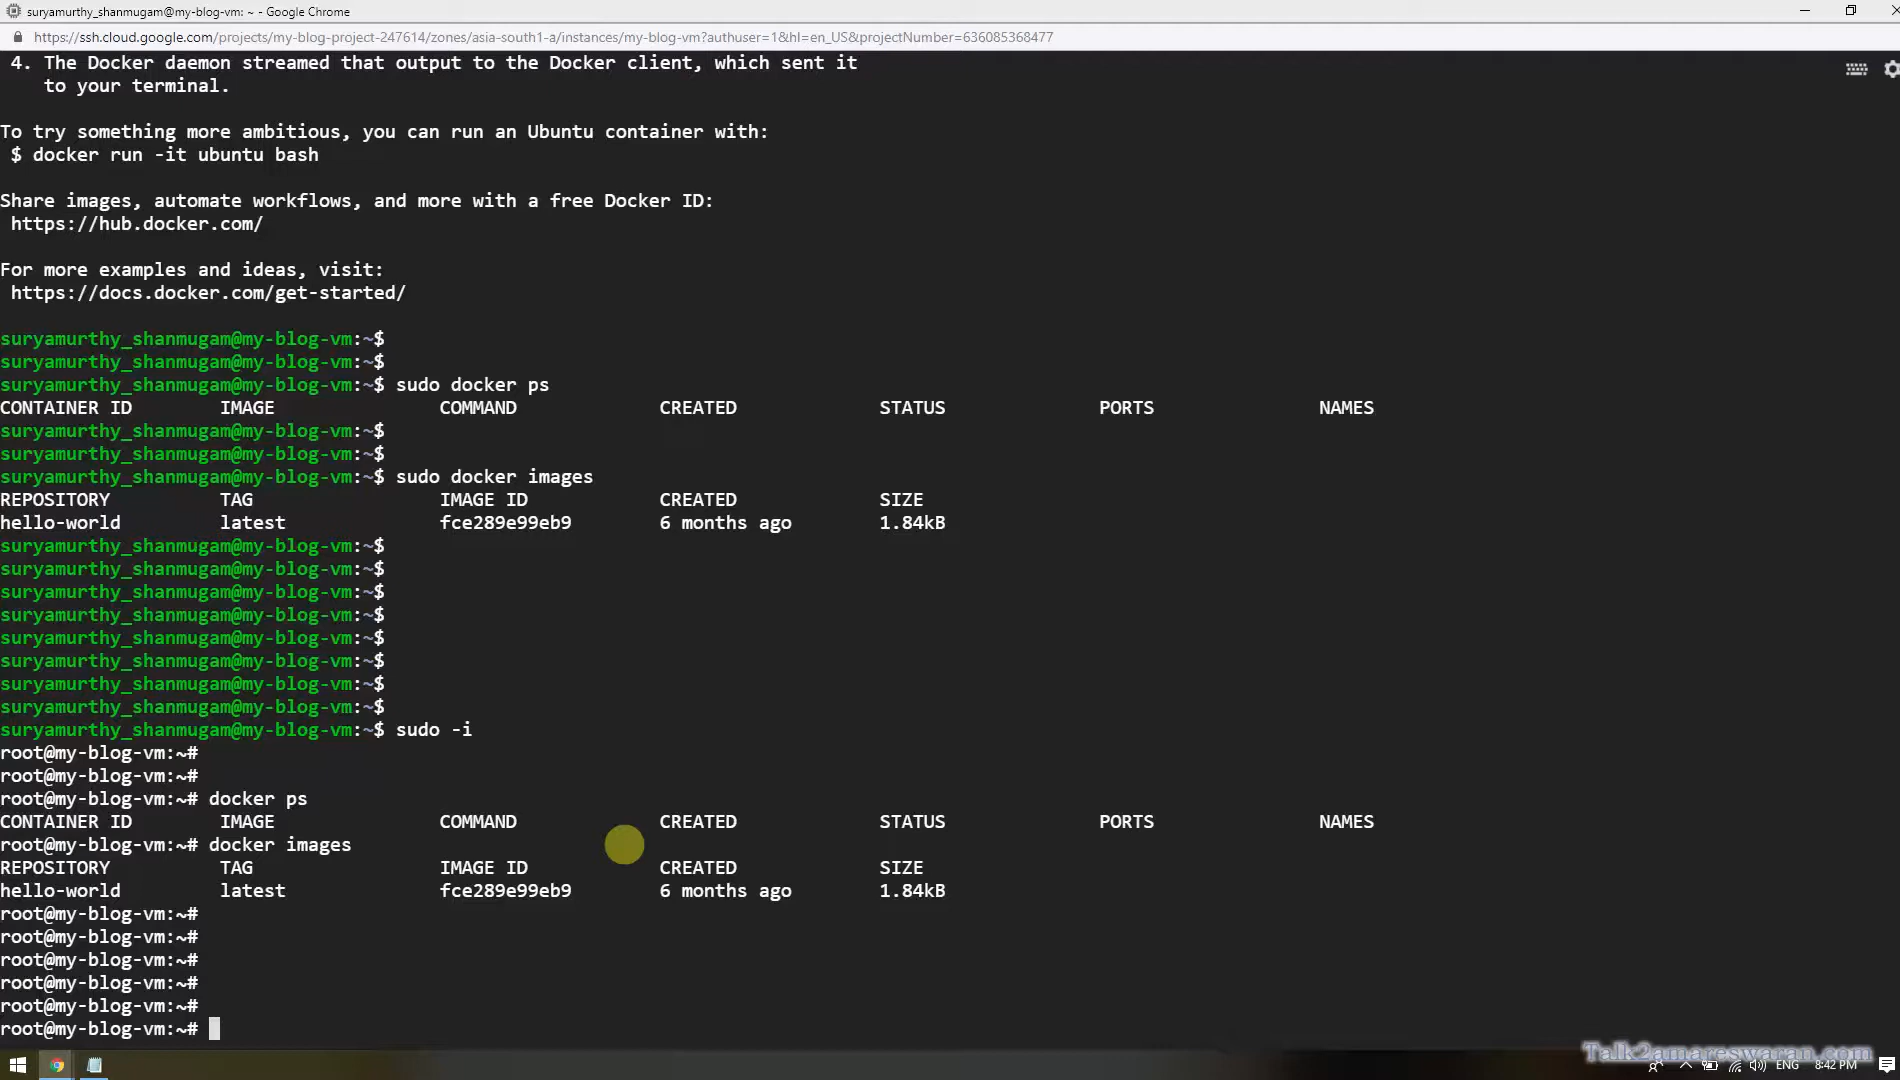 suryamurthy_shanmugam@my-blog-vm: ~ - Google Chrome
https://ssh.cloud.google.com/projects/my-blog-project-247614/zones/asia-south1-a/instances/my-blog-vm?authuser=1&hl=en_US&projectNumber=636085368477
4. The Docker daemon streamed that output to the Docker client, which sent it
to your terminal.
To try something more ambitious, you can run an Ubuntu container with:
$ docker run -it ubuntu bash
Share images, automate workflows, and more with a free Docker ID:
https://hub.docker.com/
For more examples and ideas, visit:
https://docs.docker.com/get-started/
suryamurthy_shanmugam@my-blog-vm:~$
suryamurthy_shanmugam@my-blog-vm:~$
suryamurthy_shanmugam@my-blog-vm:~$ sudo docker ps
CONTAINER ID IMAGE COMMAND CREATED STATUS PORTS NAMES
suryamurthy_shanmugam@my-blog-vm:~$
suryamurthy_shanmugam@my-blog-vm:~$
suryamurthy_shanmugam@my-blog-vm:~$ sudo docker images
REPOSITORY TAG IMAGE ID CREATED SIZE
hello-world latest fce289e99eb9 6 months ago 1.84kB
suryamurthy_shanmugam@my-blog-vm:~$
suryamurthy_shanmugam@my-blog-vm:~$
suryamurthy_shanmugam@my-blog-vm:~$
suryamurthy_shanmugam@my-blog-vm:~$
suryamurthy_shanmugam@my-blog-vm:~$
suryamurthy_shanmugam@my-blog-vm:~$
suryamurthy_shanmugam@my-blog-vm:~$
suryamurthy_shanmugam@my-blog-vm:~$
suryamurthy_shanmugam@my-blog-vm:~$ sudo -i
root@my-blog-vm:~#
root@my-blog-vm:~#
root@my-blog-vm:~# docker ps
CONTAINER ID IMAGE COMMAND CREATED STATUS PORTS NAMES
root@my-blog-vm:~# docker images
REPOSITORY TAG IMAGE ID CREATED SIZE
hello-world latest fce289e99eb9 6 months ago 1.84kB
root@my-blog-vm:~#
root@my-blog-vm:~#
root@my-blog-vm:~#
root@my-blog-vm:~#
root@my-blog-vm:~#
root@my-blog-vm:~#
Talk2amareswaran.com
ENG 8:42 PM